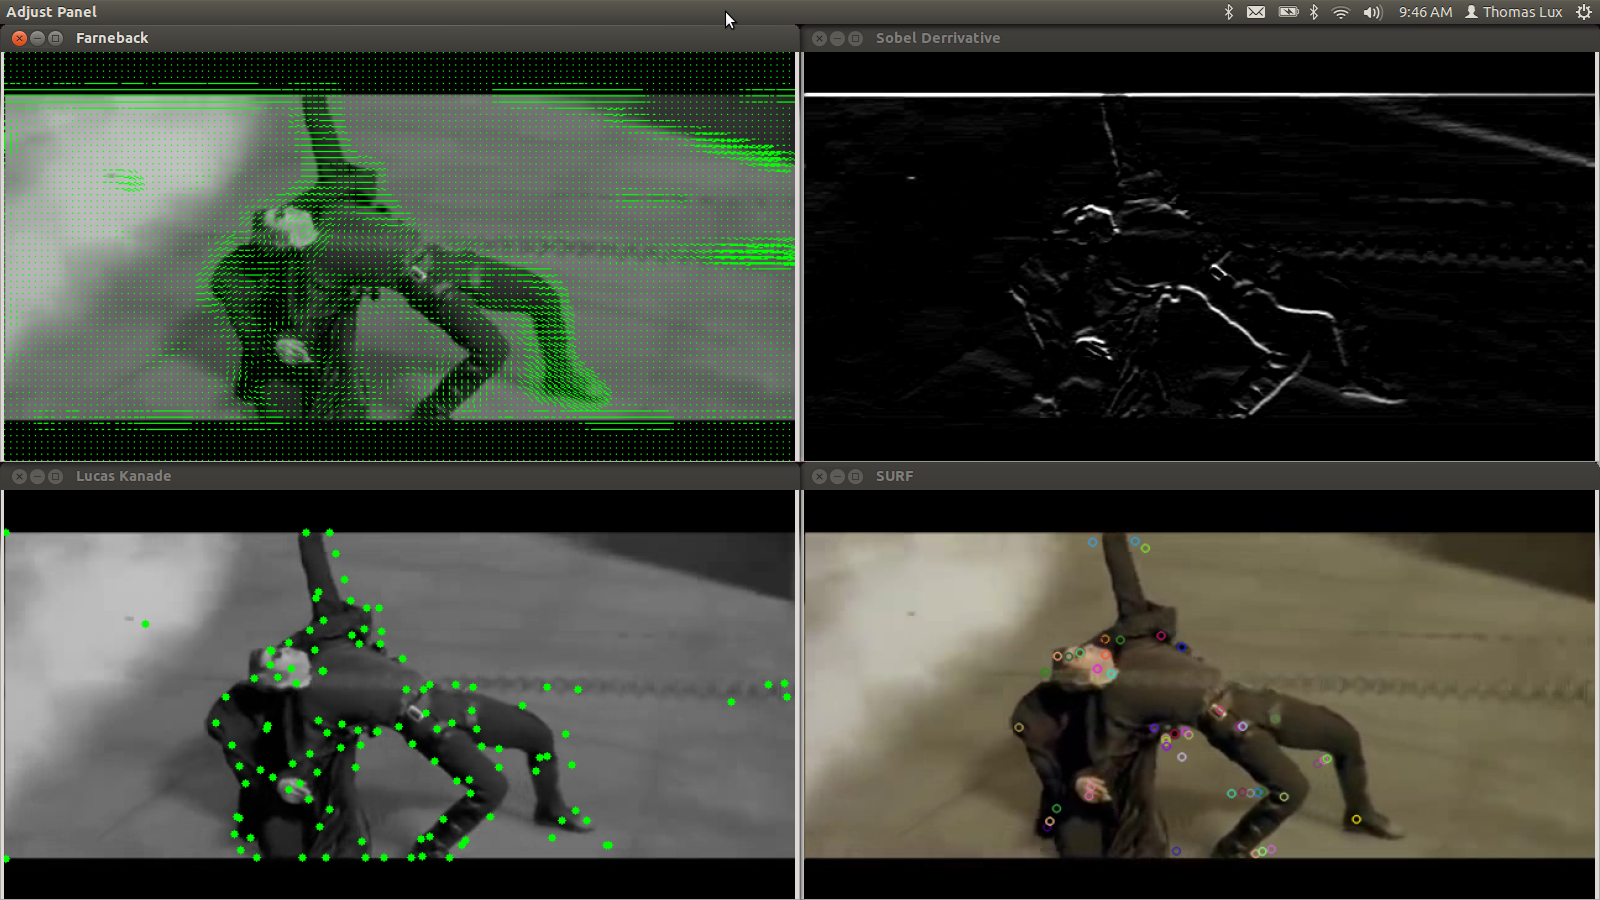 Adjust Panel
9:46 AM
Thomas Lux
Farneback
Sobel Derrivative
Lucas Kanade
SURF